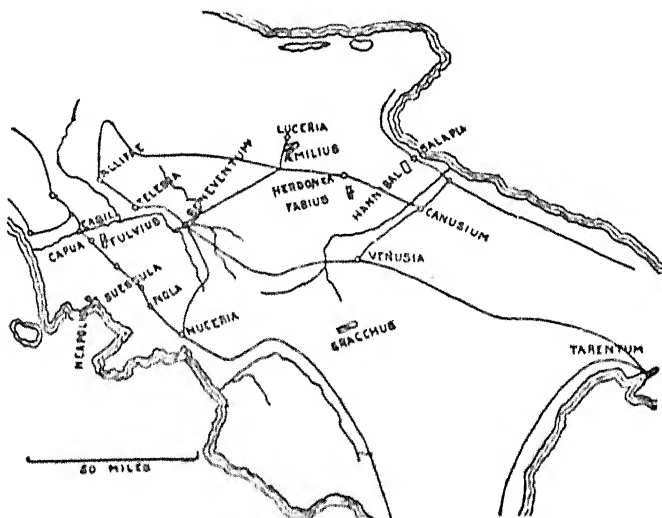 LUCERIA
ÆMILIUS
SALAPIA
HANNIBAL
ALLIFAE
TELESIA
BENEVENTUM
HERDONEA
FABIUS
CANUSIUM
CASIL
FULVIUS
CAPUA
SUESSULA
NOLA
VENUSIA
NEAPOLIS
NUCERIA
GRACCHUS
TARENTUM
50 MILES